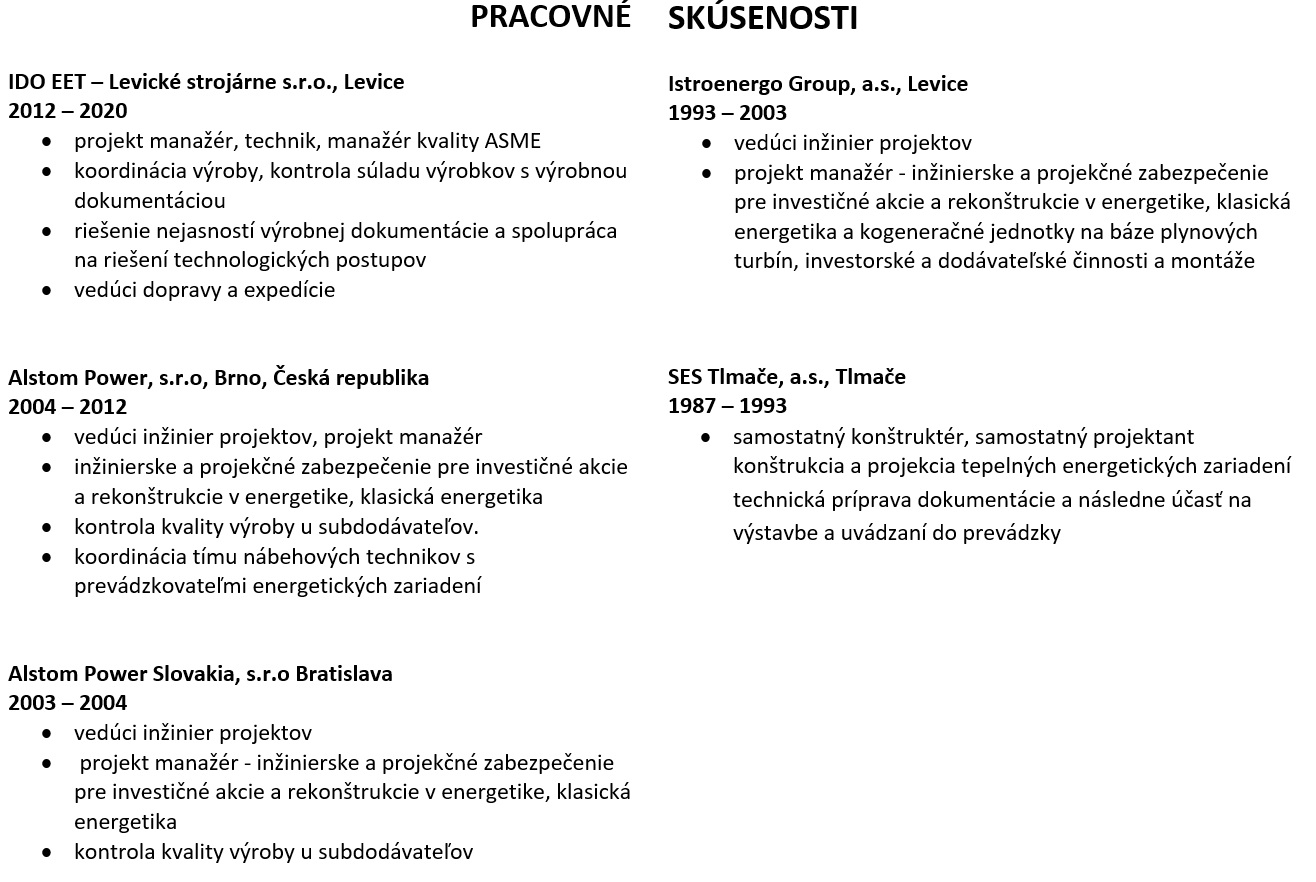 PRACOVNÉ SKÚSENOSTI
IDO EET – Levické strojárne s.r.o., Levice
2012 – 2020
• projekt manažér, technik, manažér kvality ASME
• koordinácia výroby, kontrola súladu výrobkov s výrobnou
dokumentáciou
• riešenie nejasností výrobnej dokumentácie a spolupráca
na riešení technologických postupov
• vedúci dopravy a expedície
Alstom Power, s.r.o, Brno, Česká republika
2004 – 2012
• vedúci inžinier projektov, projekt manažér
• inžinierske a projekčné zabezpečenie pre investičné akcie
a rekonštrukcie v energetike, klasická energetika
• kontrola kvality výroby u subdodávateľov.
• koordinácia tímu nábehových technikov s
prevádzkovateľmi energetických zariadení
Alstom Power Slovakia, s.r.o Bratislava
2003 – 2004
• vedúci inžinier projektov
• projekt manažér - inžinierske a projekčné zabezpečenie
pre investičné akcie a rekonštrukcie v energetike, klasická
energetika
• kontrola kvality výroby u subdodávateľov
Istroenergo Group, a.s., Levice
1993 – 2003
• vedúci inžinier projektov
• projekt manažér - inžinierske a projekčné zabezpečenie
pre investičné akcie a rekonštrukcie v energetike, klasická
energetika a kogeneračné jednotky na báze plynových
turbín, investorské a dodávateľské činnosti a montáže
SES Tlmače, a.s., Tlmače
1987 – 1993
• samostatný konštruktér, samostatný projektant
konštrukcia a projekcia tepelných energetických zariadení
technická príprava dokumentácie a následne účasť na
výstavbe a uvádzaní do prevádzky